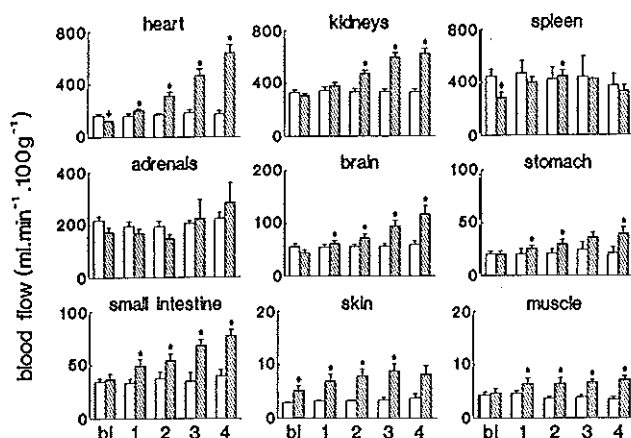 heart kidneys spleen
800 800 800
400 400 400
0 0 0
adrenals brain stomach
400 200 100
200 100 50
0 0 0
small intestine skin muscle
100 20 20
50 10 10
0 0 0
bl 1 2 3 4 bl 1 2 3 4 bl 1 2 3 4
blood flow (ml.min⁻¹.100g⁻¹)